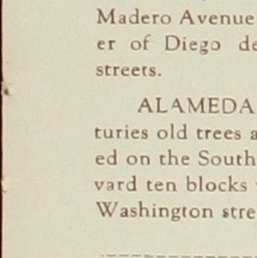 Madero Avenue
er of Diego de
streets.
ALAMEDA
turies old trees a
ed on the South
vard ten blocks
Washington stre